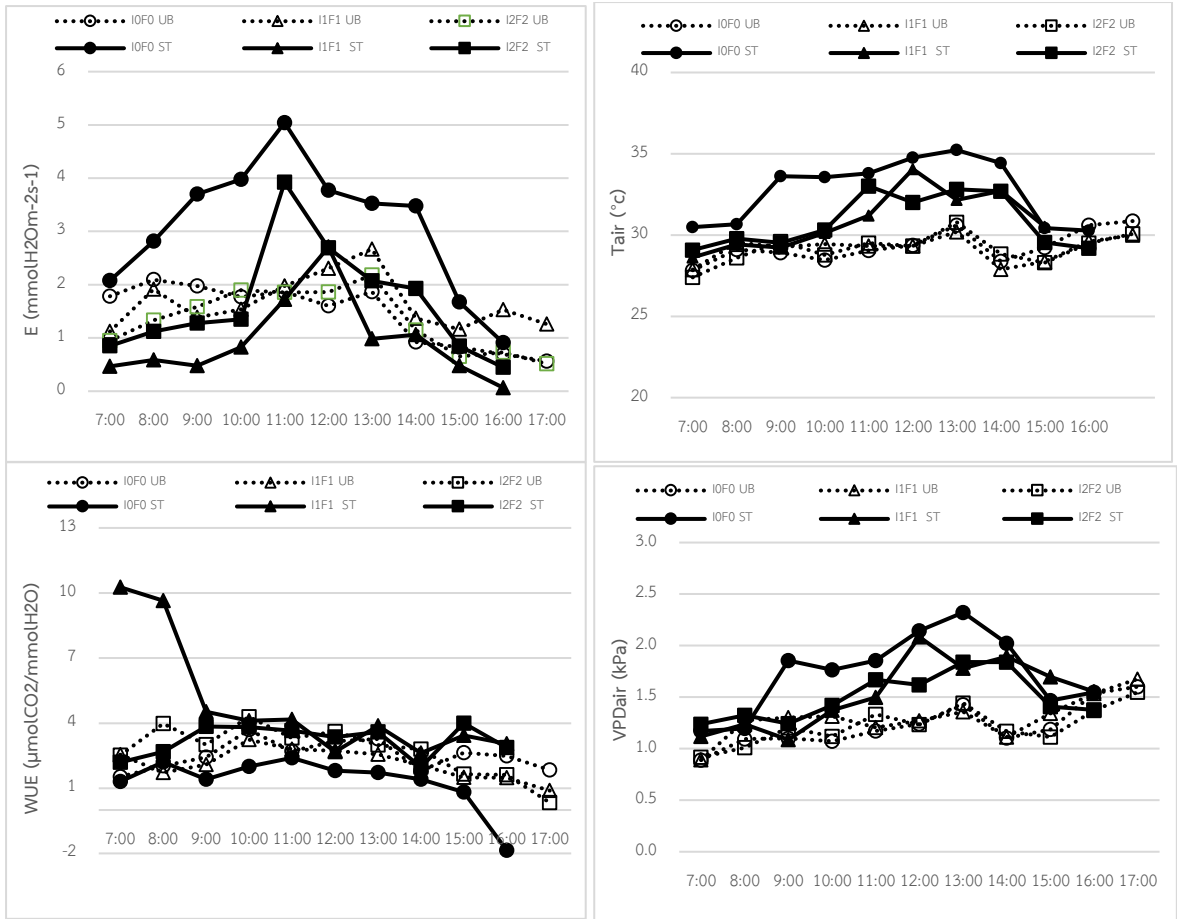 I0F0 UB I1F1 UB I2F2 UB
I0F0 ST I1F1 ST I2F2 ST
6
5
4
3
2
1
0
E (mmolH2Om-2s-1)
7:00 8:00 9:00 10:00 11:00 12:00 13:00 14:00 15:00 16:00 17:00
I0F0 UB I1F1 UB I2F2 UB
I0F0 ST I1F1 ST I2F2 ST
40
35
30
25
20
Tair (°c)
7:00 8:00 9:00 10:00 11:00 12:00 13:00 14:00 15:00 16:00
I0F0 UB I1F1 UB I2F2 UB
I0F0 ST I1F1 ST I2F2 ST
13
10
7
4
1
-2
WUE (µmolCO2/mmolH2O)
7:00 8:00 9:00 10:00 11:00 12:00 13:00 14:00 15:00 16:00 17:00
I0F0 UB I1F1 UB I2F2 UB
I0F0 ST I1F1 ST I2F2 ST
3.0
2.5
2.0
1.5
1.0
0.5
0.0
VPDair (kPa)
7:00 8:00 9:00 10:00 11:00 12:00 13:00 14:00 15:00 16:00 17:00